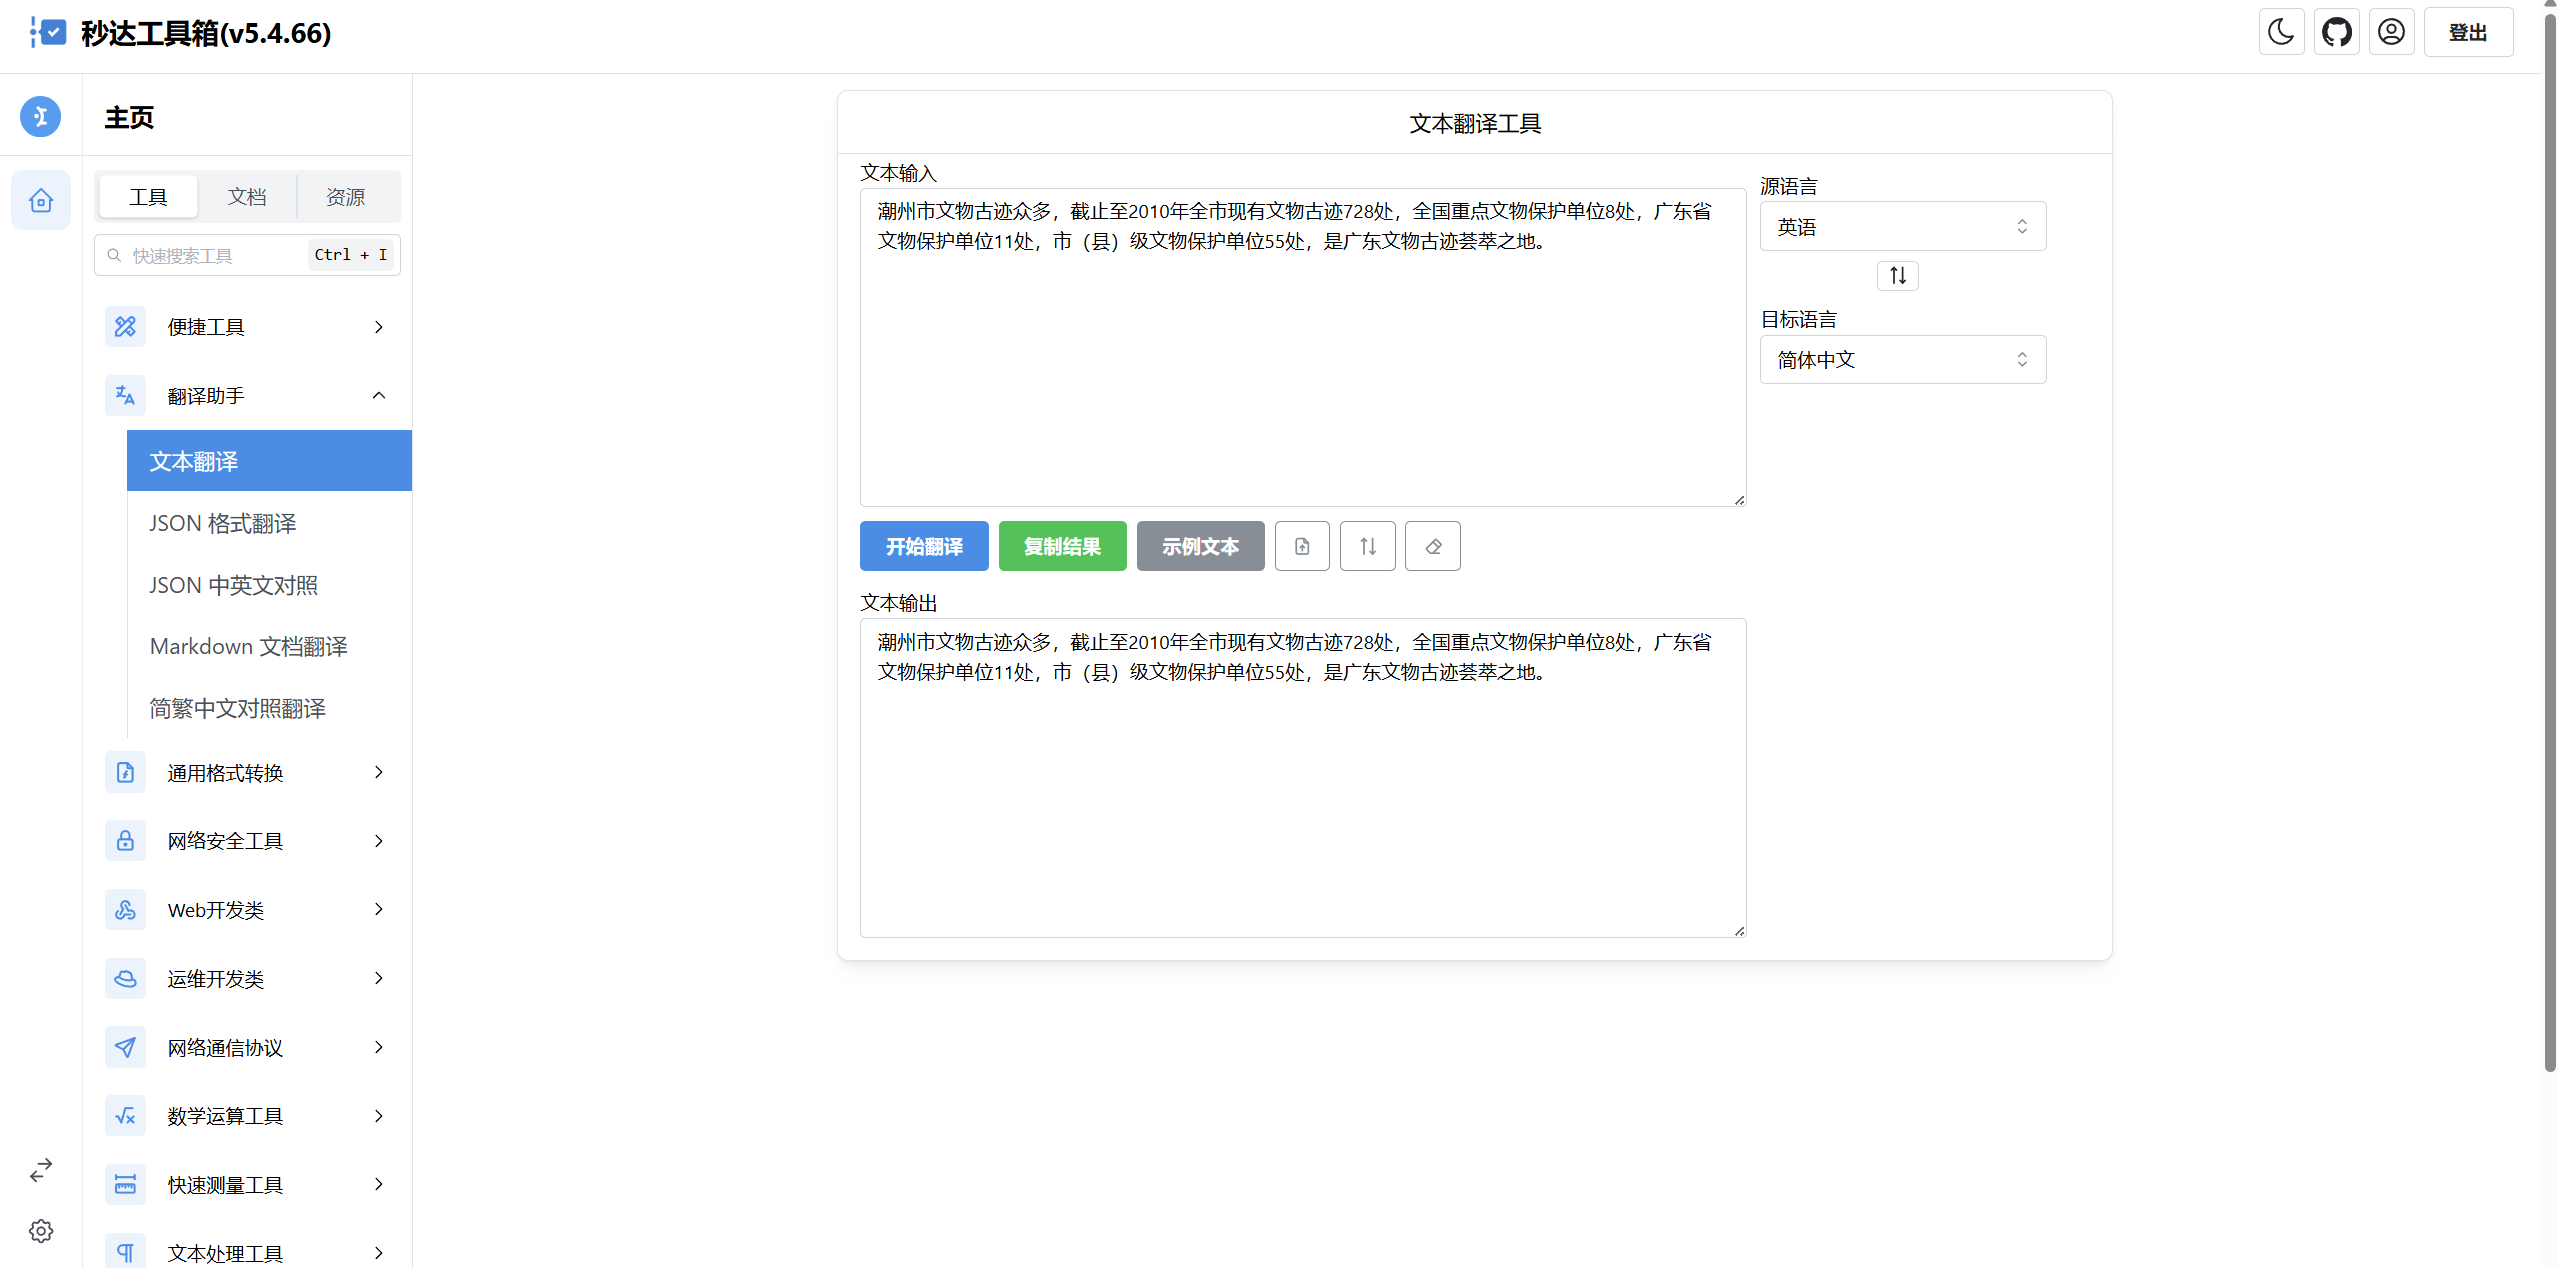 秒达工具箱(v5.4.66)
登出
主页
工具
文档
资源
快速搜索工具
Ctrl + I
便捷工具
翻译助手
文本翻译
JSON 格式翻译
JSON 中英文对照
Markdown 文档翻译
简繁中文对照翻译
通用格式转换
网络安全工具
Web开发类
运维开发类
网络通信协议
数学运算工具
快速测量工具
文本处理工具
文本翻译工具
文本输入
潮州市文物古迹众多，截止至2010年全市现有文物古迹728处，全国重点文物保护单位8处，广东省
文物保护单位11处，市（县）级文物保护单位55处，是广东文物古迹荟萃之地。
源语言
英语
目标语言
简体中文
开始翻译
复制结果
示例文本
文本输出
潮州市文物古迹众多，截止至2010年全市现有文物古迹728处，全国重点文物保护单位8处，广东省
文物保护单位11处，市（县）级文物保护单位55处，是广东文物古迹荟萃之地。